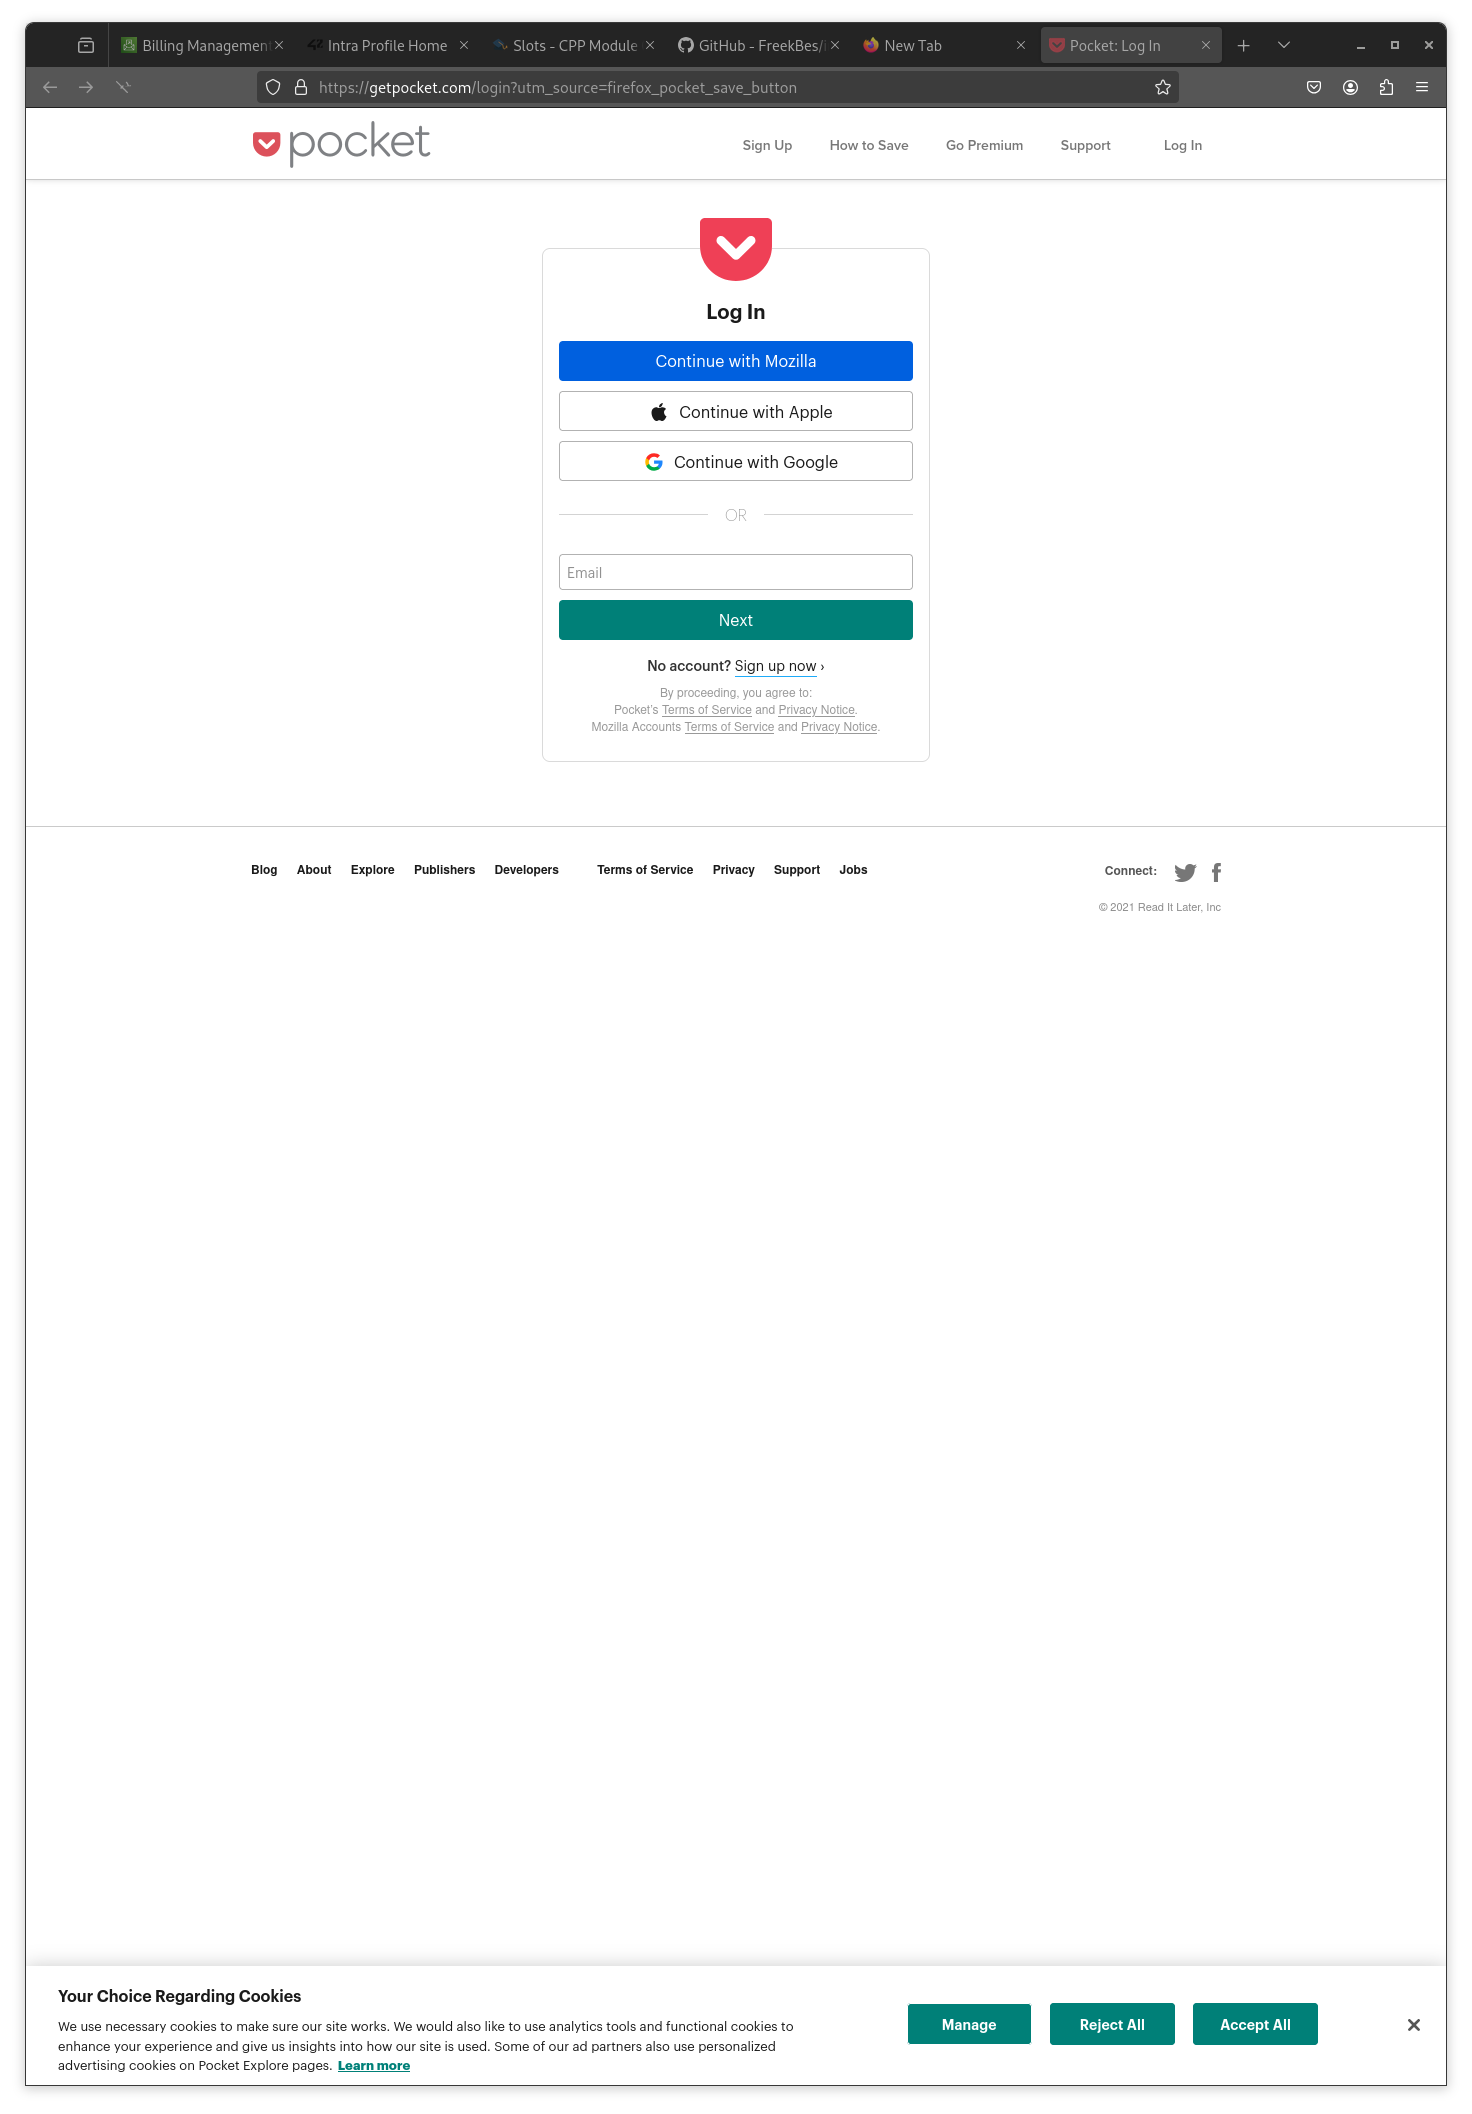 Billing Management
Intra Profile Home
Slots - CPP Module
GitHub - FreekBes/i
New Tab
Pocket: Log In
https://getpocket.com/login?utm_source=firefox_pocket_save_button
pocket
Sign Up
How to Save
Go Premium
Support
Log In
Log In
Continue with Mozilla
Continue with Apple
Continue with Google
OR
Email
Next
No account? Sign up now ›
By proceeding, you agree to:
Pocket's Terms of Service and Privacy Notice.
Mozilla Accounts Terms of Service and Privacy Notice.
Blog About Explore Publishers Developers Terms of Service Privacy Support Jobs
Connect:
© 2021 Read It Later, Inc
Your Choice Regarding Cookies
We use necessary cookies to make sure our site works. We would also like to use analytics tools and functional cookies to
enhance your experience and give us insights into how our site is used. Some of our ad partners also use personalized
advertising cookies on Pocket Explore pages. Learn more
Manage
Reject All
Accept All